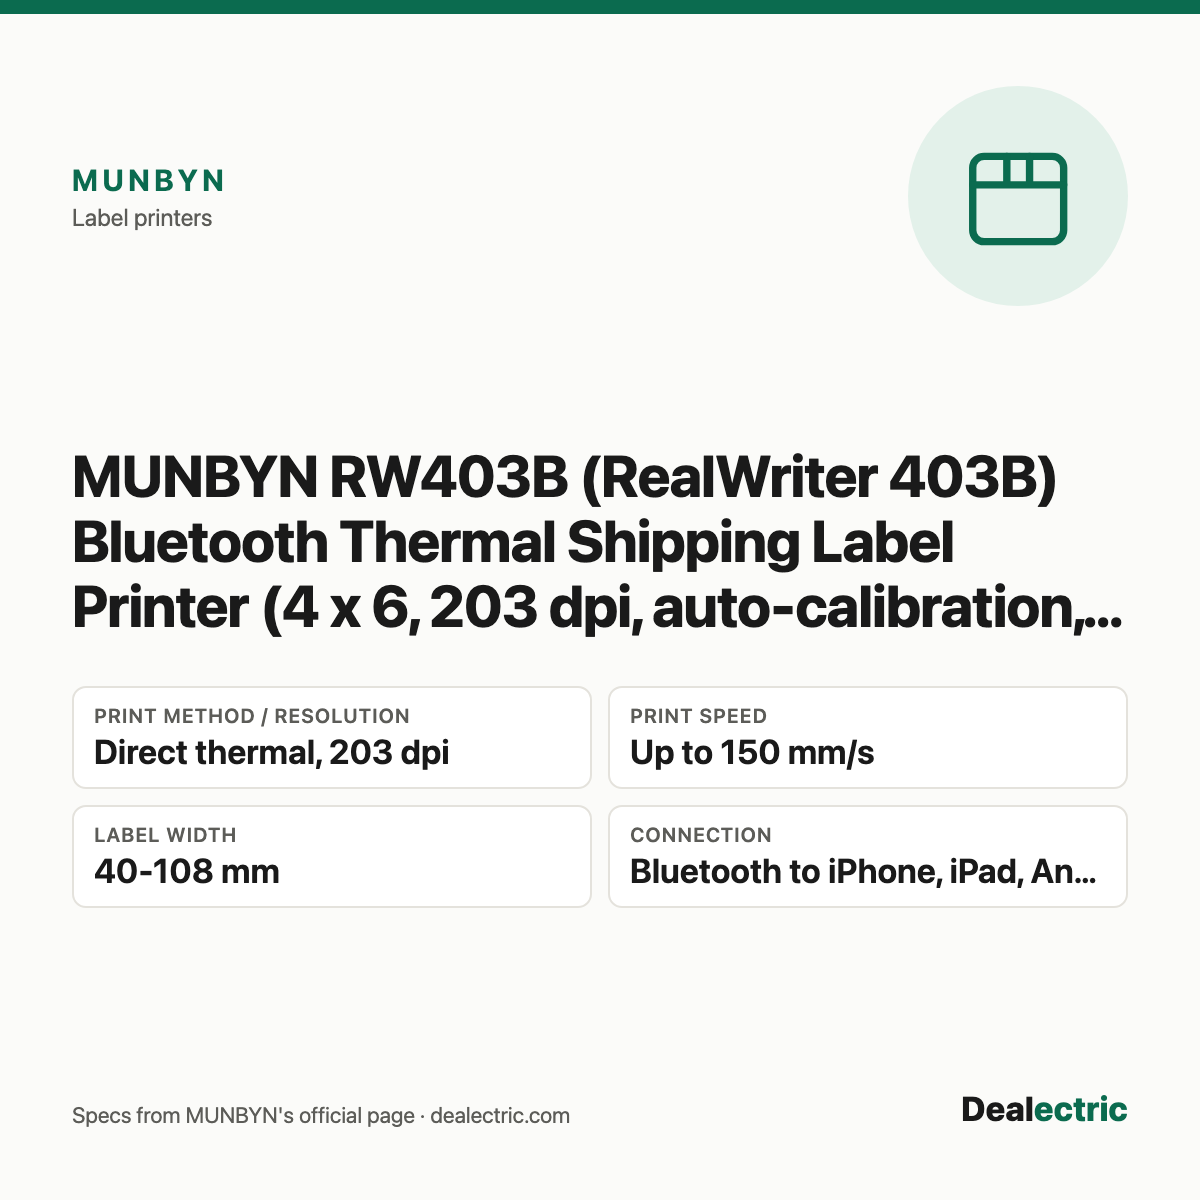 MUNBYN
Label printers
MUNBYN RW403B (RealWriter 403B)
Bluetooth Thermal Shipping Label
Printer (4 x 6, 203 dpi, auto-calibration,...
PRINT METHOD / RESOLUTION
Direct thermal, 203 dpi
PRINT SPEED
Up to 150 mm/s
LABEL WIDTH
40-108 mm
CONNECTION
Bluetooth to iPhone, iPad, An...
Specs from MUNBYN's official page · dealectric.com
Dealectric